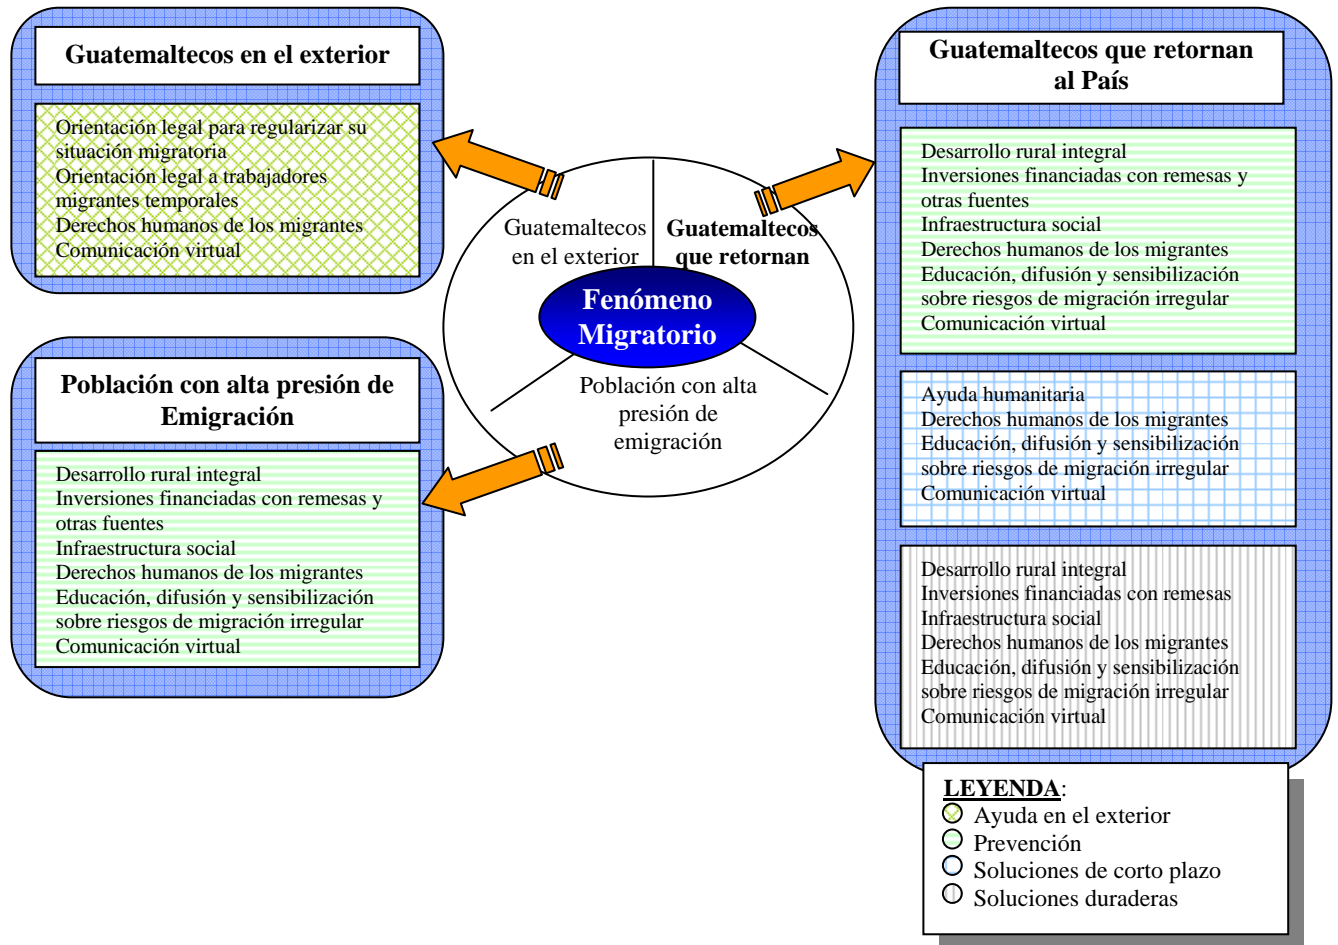 Guatemaltecos en el exterior
Orientación legal para regularizar su
situación migratoria
Orientación legal a trabajadores
migrantes temporales
Derechos humanos de los migrantes
Comunicación virtual
Población con alta presión de
Emigración
Desarrollo rural integral
Inversiones financiadas con remesas y
otras fuentes
Infraestructura social
Derechos humanos de los migrantes
Educación, difusión y sensibilización
sobre riesgos de migración irregular
Comunicación virtual
Guatemaltecos
en el exterior
Guatemaltecos
que retornan
Fenómeno
Migratorio
Población con alta
presión de
emigración
Guatemaltecos que retornan
al País
Desarrollo rural integral
Inversiones financiadas con remesas y
otras fuentes
Infraestructura social
Derechos humanos de los migrantes
Educación, difusión y sensibilización
sobre riesgos de migración irregular
Comunicación virtual
Ayuda humanitaria
Derechos humanos de los migrantes
Educación, difusión y sensibilización
sobre riesgos de migración irregular
Comunicación virtual
Desarrollo rural integral
Inversiones financiadas con remesas
Infraestructura social
Derechos humanos de los migrantes
Educación, difusión y sensibilización
sobre riesgos de migración irregular
Comunicación virtual
LEYENDA:
Ayuda en el exterior
Prevención
Soluciones de corto plazo
Soluciones duraderas